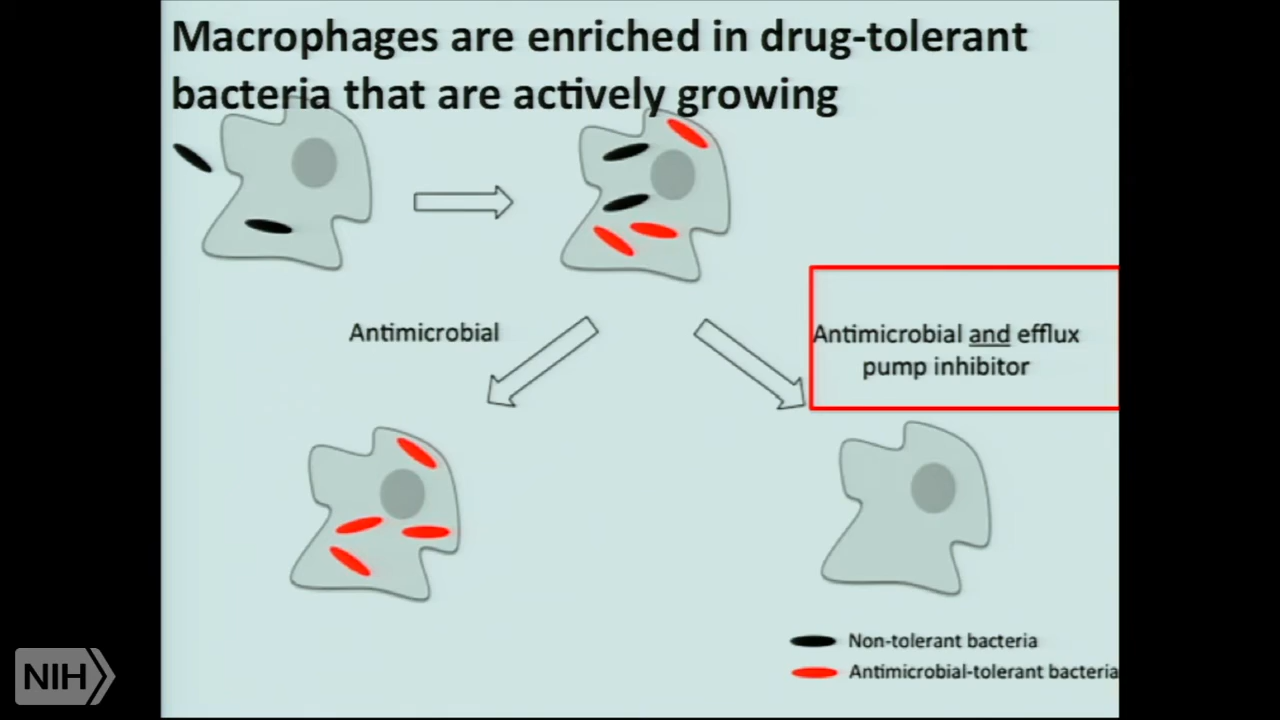 Macrophages are enriched in drug-tolerant
bacteria that are actively growing
Antimicrobial
Antimicrobial and efflux
pump inhibitor
Non-tolerant bacteria
Antimicrobial-tolerant bacteria
NIH